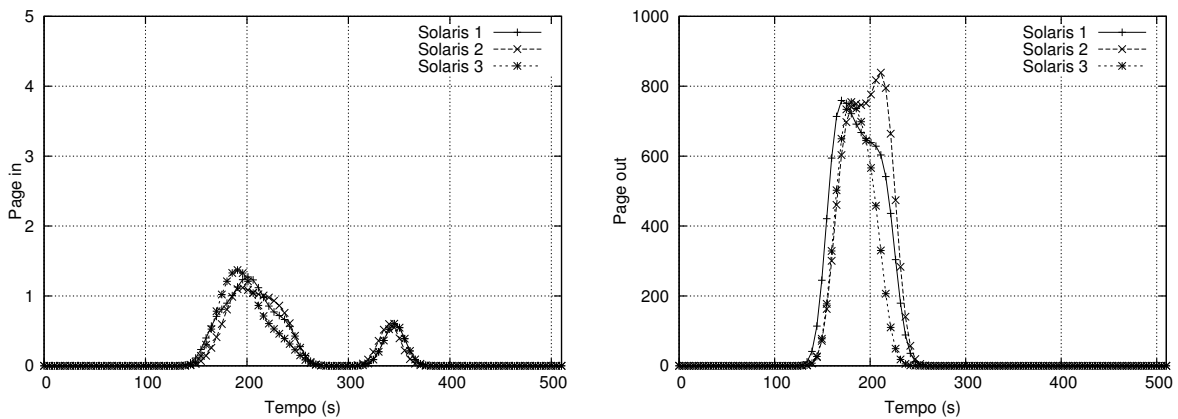 5
4
3
2
1
0
Page in
0 100 200 300 400 500
Tempo (s)
Solaris 1
Solaris 2
Solaris 3
1000
800
600
400
200
0
Page out
0 100 200 300 400 500
Tempo (s)
Solaris 1
Solaris 2
Solaris 3